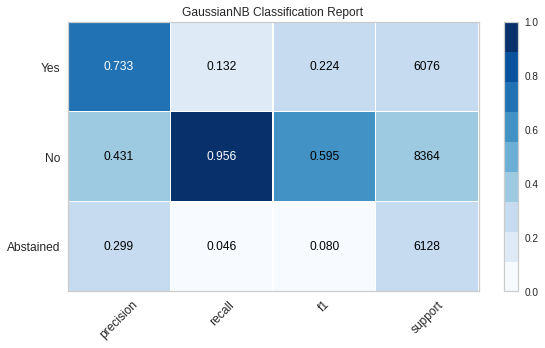 GaussianNB Classification Report
Yes 0.733 0.132 0.224 6076
No 0.431 0.956 0.595 8364
Abstained 0.299 0.046 0.080 6128
precision recall f1 support
1.0
0.8
0.6
0.4
0.2
0.0